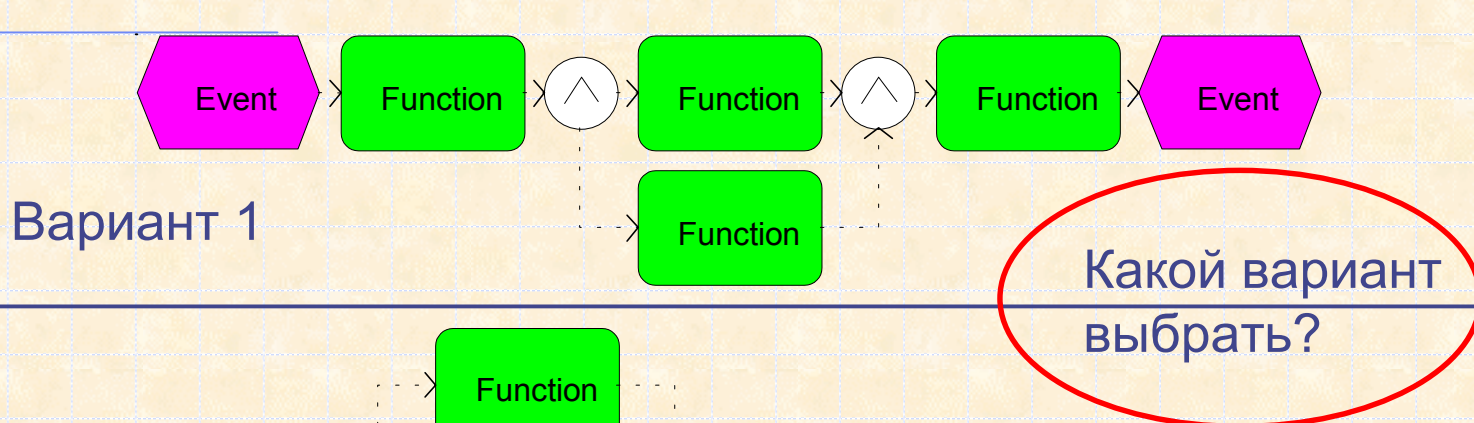 Event Function Function Function Event
Function
Вариант 1
Какой вариант
выбрать?
Function